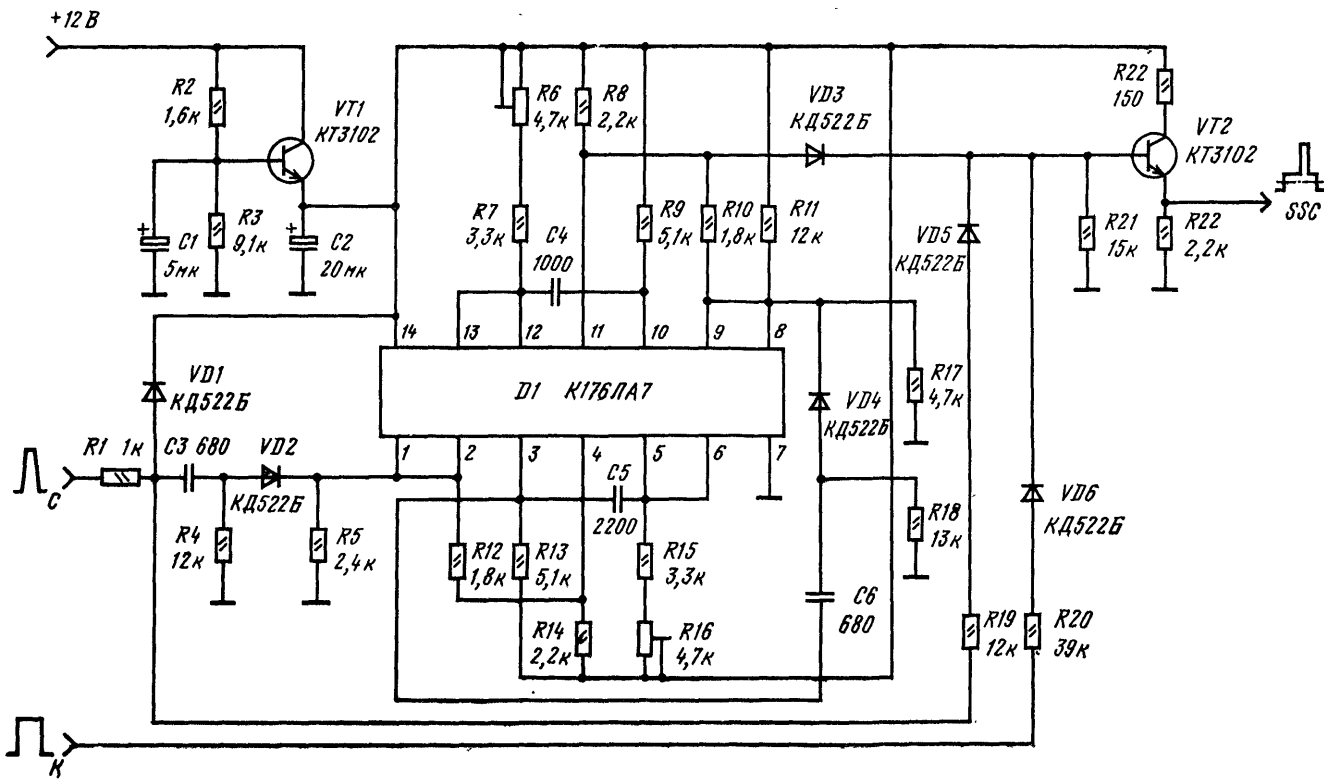 +12 В
R2
1,6к
VT1
КТ3102
R3
9,1к
C1
5мк
C2
20мк
R6
4,7к
R8
2,2к
VD3
КД522Б
R22
150
VT2
КТ3102
SSC
R7
3,3к
C4
1000
R9
5,1к
R10
1,8к
R11
12к
VD5
КД522Б
R21
15к
R22
2,2к
14 13 12 11 10 9 8
VD1
КД522Б
D1 К176ЛА7
VD4
КД522Б
R17
4,7к
R1 1к
C3 680
VD2
КД522Б
C
1 2 3 4 5 6 7
C5
2200
R4
12к
R5
2,4к
R12
1,8к
R13
5,1к
R15
3,3к
R18
13к
VD6
КД522Б
C6
680
R14
2,2к
R16
4,7к
R19
12к
R20
39к
К